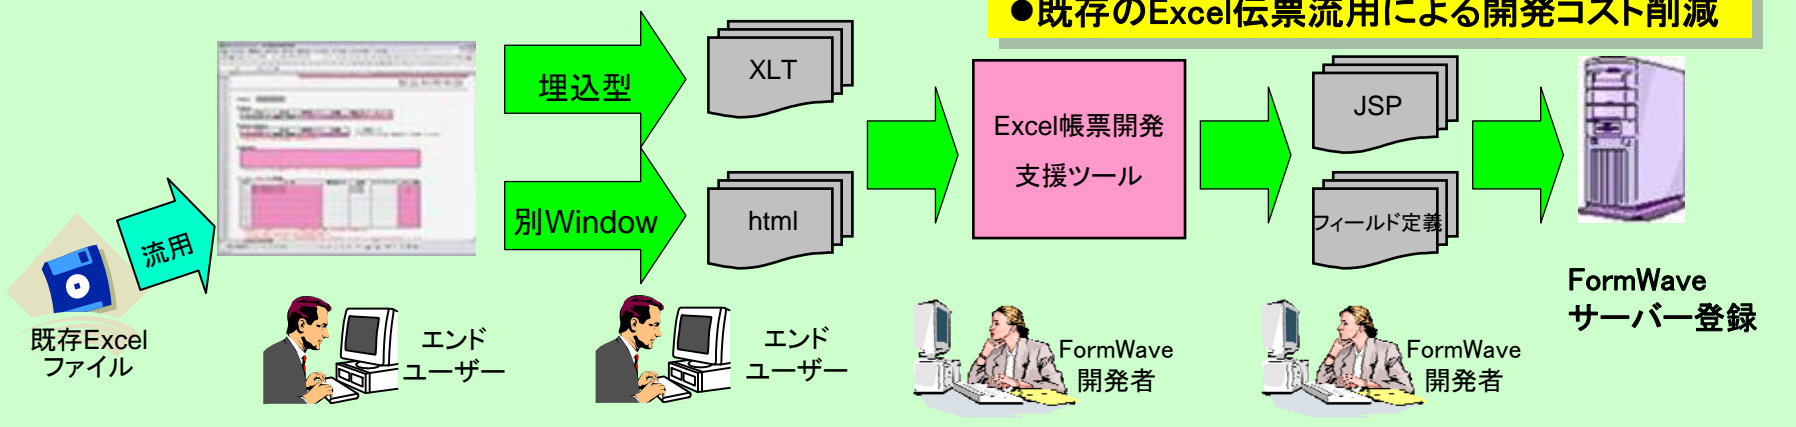 ●既存のExcel伝票流用による開発コスト削減
埋込型
別Window
流用
既存Excel
ファイル
XLT
html
Excel帳票開発
支援ツール
JSP
フィールド定義
エンド
ユーザー
エンド
ユーザー
FormWave
開発者
FormWave
開発者
FormWave
サーバー登録